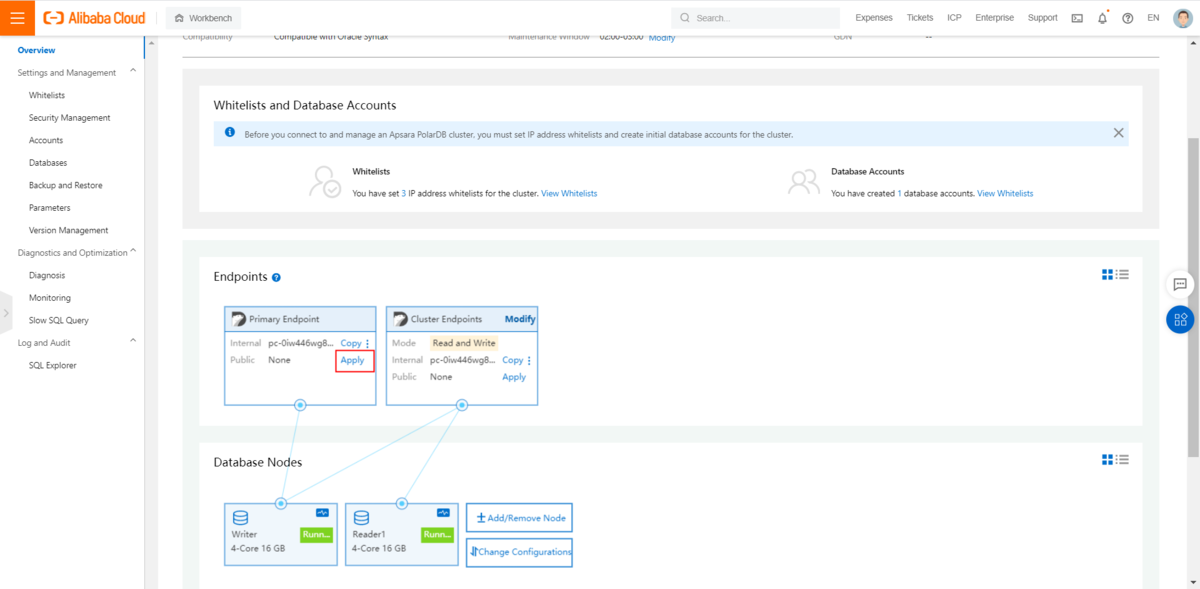 Alibaba Cloud
Workbench
Search...
Expenses
Tickets
ICP
Enterprise
Support
EN
Compatibility
Compatible with Oracle Syntax
Maintenance Window
02:00-03:00
Modify
GDN
--
Overview
Settings and Management
Whitelists
Security Management
Accounts
Databases
Backup and Restore
Parameters
Version Management
Diagnostics and Optimization
Diagnosis
Monitoring
Slow SQL Query
Log and Audit
SQL Explorer
Whitelists and Database Accounts
Before you connect to and manage an Apsara PolarDB cluster, you must set IP address whitelists and create initial database accounts for the cluster.
Whitelists
You have set 3 IP address whitelists for the cluster. View Whitelists
Database Accounts
You have created 1 database accounts. View Whitelists
Endpoints
Primary Endpoint
Internal pc-0iw446wg8... Copy
Public None Apply
Cluster Endpoints Modify
Mode Read and Write
Internal pc-0iw446wg8... Copy
Public None Apply
Database Nodes
Writer Runn...
4-Core 16 GB
Reader1 Runn...
4-Core 16 GB
Add/Remove Node
Change Configurations